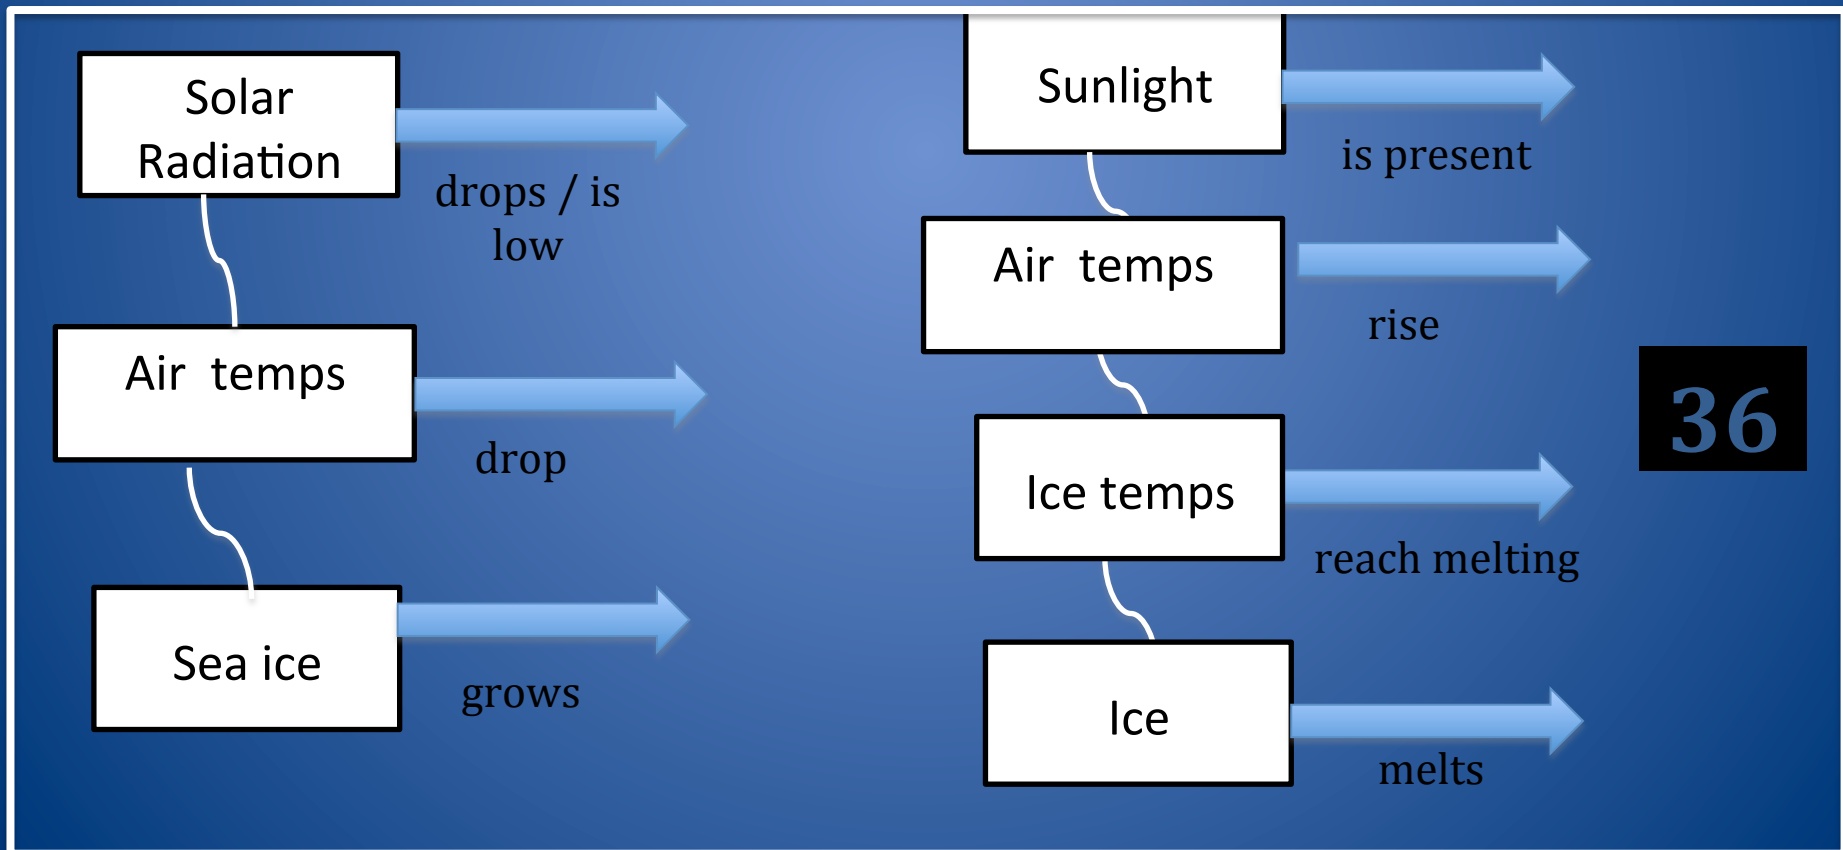 Solar
Radiation
drops / is
low
Air temps
drop
Sea ice
grows
Sunlight
is present
Air temps
rise
Ice temps
reach melting
Ice
melts
36